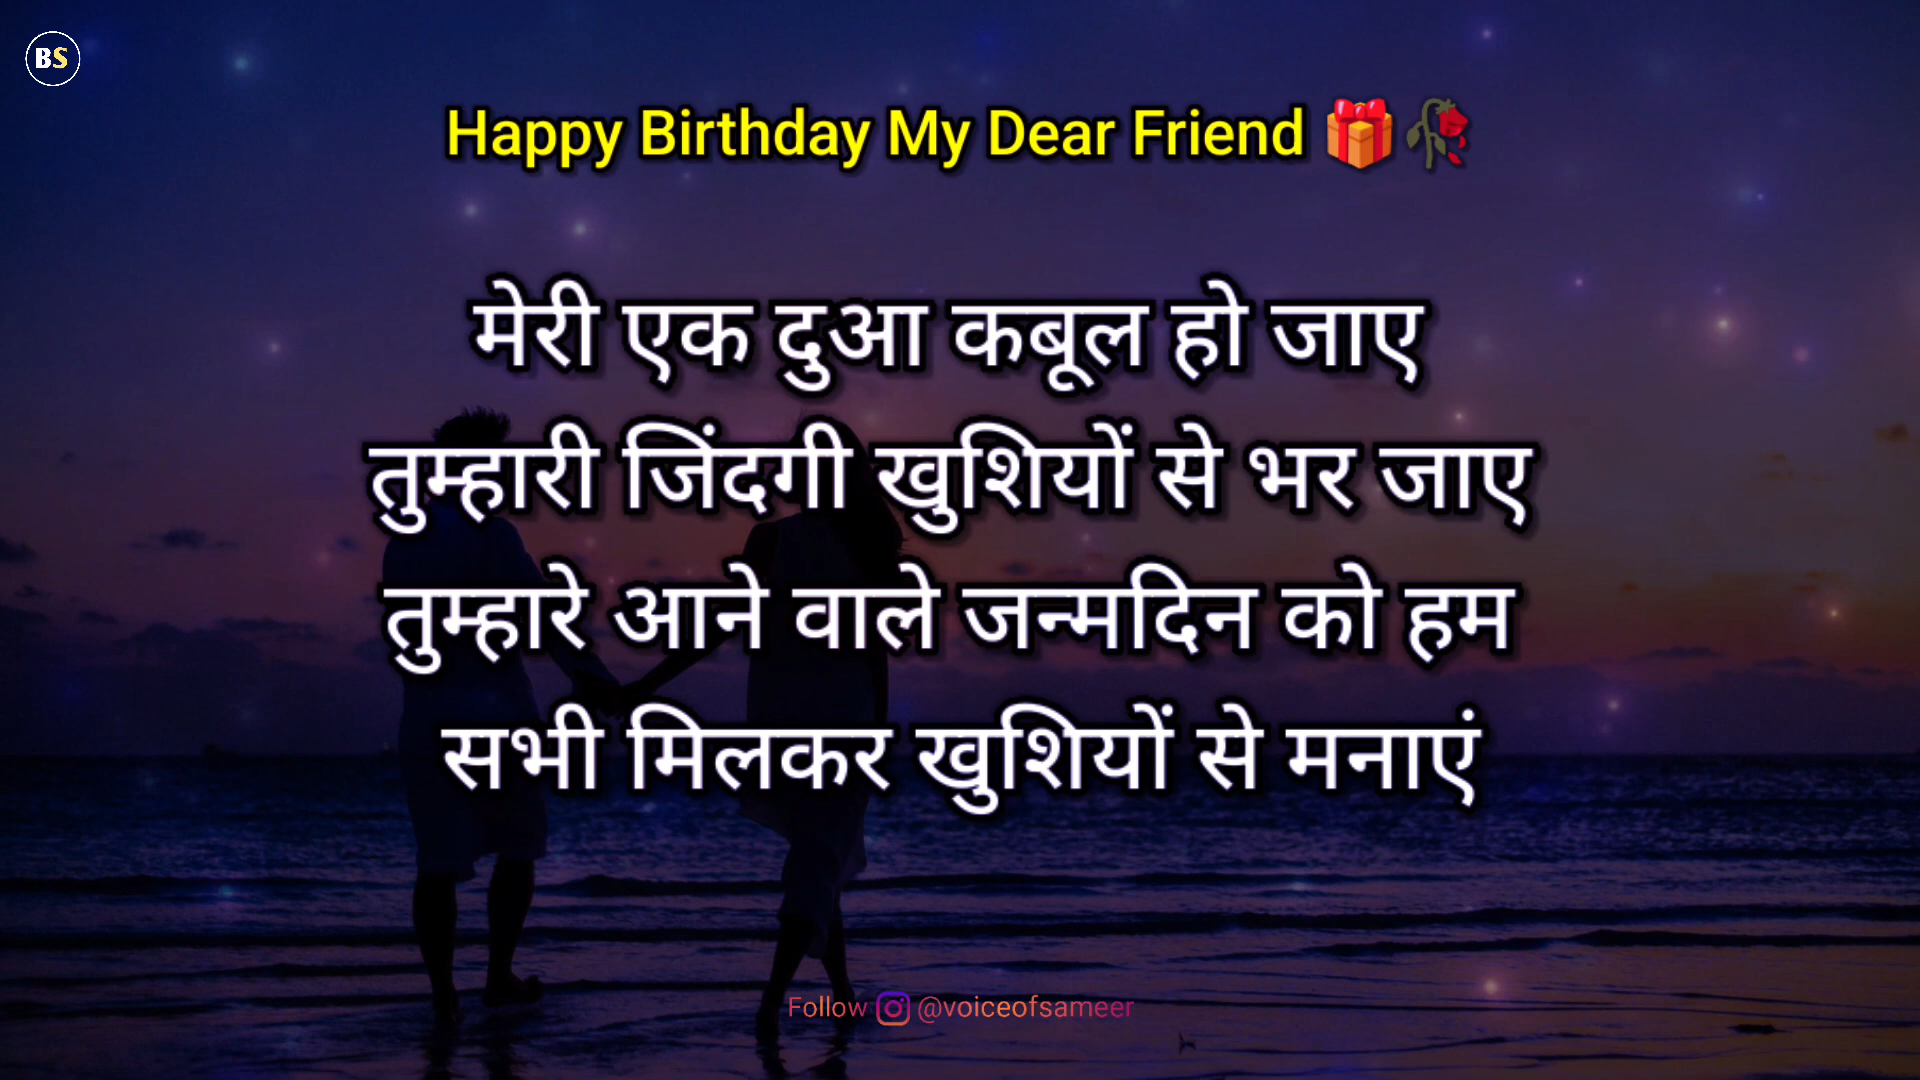 BS
Happy Birthday My Dear Friend 🎁🥀
मेरी एक दुआ कबूल हो जाए
तुम्हारी जिंदगी खुशियों से भर जाए
तुम्हारे आने वाले जन्मदिन को हम
सभी मिलकर खुशियों से मनाएं
Follow @voiceofsameer